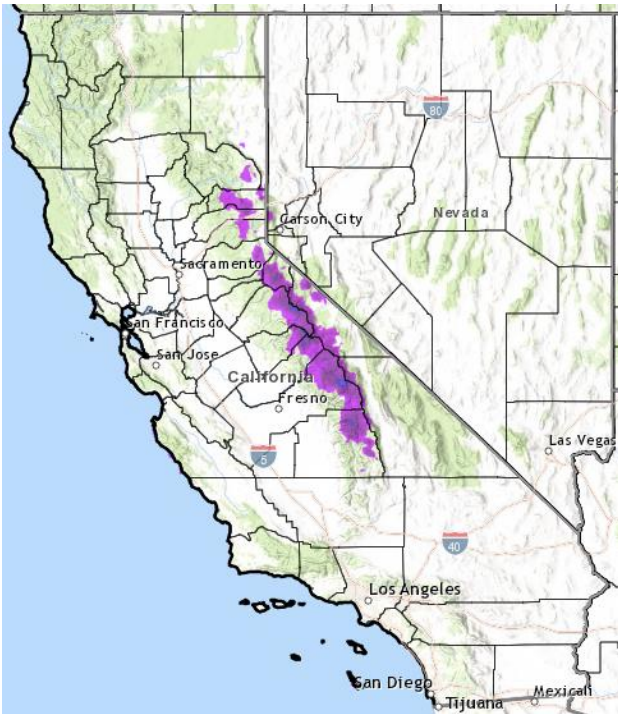 80
Carson City
Nevada
Sacramento
San Francisco
San Jose
California
Fresno
Las Vegas
5
40
Los Angeles
San Diego
Tijuana
Mexicali